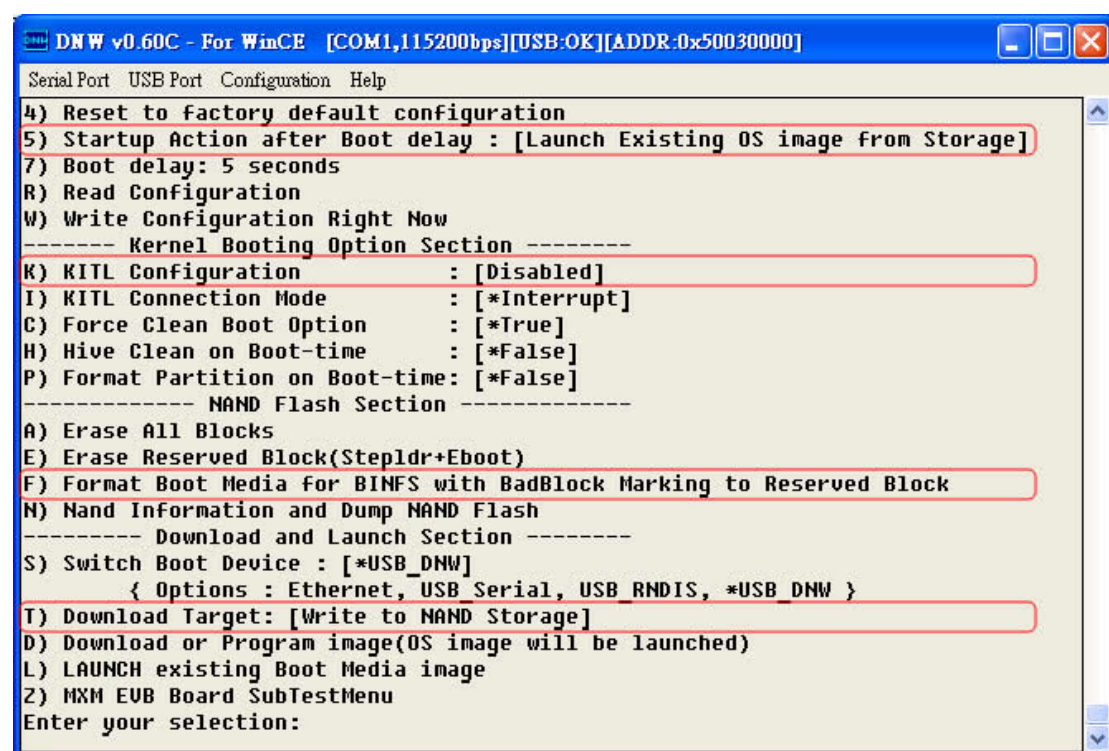 DNW v0.60C - For WinCE [COM1,115200bps][USB:OK][ADDR:0x50030000]
Serial Port USB Port Configuration Help
4) Reset to factory default configuration
5) Startup Action after Boot delay : [Launch Existing OS image from Storage]
7) Boot delay: 5 seconds
R) Read Configuration
W) Write Configuration Right Now
------- Kernel Booting Option Section --------
K) KITL Configuration : [Disabled]
I) KITL Connection Mode : [*Interrupt]
C) Force Clean Boot Option : [*True]
H) Hive Clean on Boot-time : [*False]
P) Format Partition on Boot-time: [*False]
------------- NAND Flash Section -------------
A) Erase All Blocks
E) Erase Reserved Block(Stepldr+Eboot)
F) Format Boot Media for BINFS with BadBlock Marking to Reserved Block
N) Nand Information and Dump NAND Flash
--------- Download and Launch Section --------
S) Switch Boot Device : [*USB_DNW]
{ Options : Ethernet, USB_Serial, USB_RNDIS, *USB_DNW }
T) Download Target: [Write to NAND Storage]
D) Download or Program image(OS image will be launched)
L) LAUNCH existing Boot Media image
Z) MXM EVB Board SubTestMenu
Enter your selection: